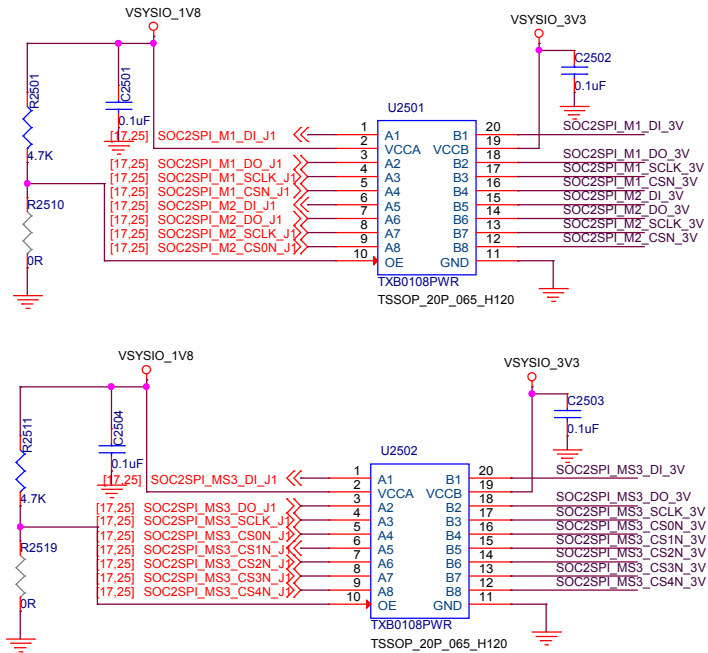 VSYSIO_1V8
VSYSIO_3V3
R2501
4.7K
C2501
0.1uF
C2502
0.1uF
R2510
0R
U2501
[17,25] SOC2SPI_M1_DI_J1
1 A1 B1 20
SOC2SPI_M1_DI_3V
2 VCCA VCCB 19
[17,25] SOC2SPI_M1_DO_J1
3 A2 B2 18
SOC2SPI_M1_DO_3V
[17,25] SOC2SPI_M1_SCLK_J1
4 A3 B3 17
SOC2SPI_M1_SCLK_3V
[17,25] SOC2SPI_M1_CSN_J1
5 A4 B4 16
SOC2SPI_M1_CSN_3V
[17,25] SOC2SPI_M2_DI_J1
6 A5 B5 15
SOC2SPI_M2_DI_3V
[17,25] SOC2SPI_M2_DO_J1
7 A6 B6 14
SOC2SPI_M2_DO_3V
[17,25] SOC2SPI_M2_SCLK_J1
8 A7 B7 13
SOC2SPI_M2_SCLK_3V
[17,25] SOC2SPI_M2_CS0N_J1
9 A8 B8 12
SOC2SPI_M2_CSN_3V
10 OE GND 11
TXB0108PWR
TSSOP_20P_065_H120
VSYSIO_1V8
VSYSIO_3V3
R2511
4.7K
C2504
0.1uF
C2503
0.1uF
R2519
0R
U2502
[17,25] SOC2SPI_MS3_DI_J1
1 A1 B1 20
SOC2SPI_MS3_DI_3V
2 VCCA VCCB 19
[17,25] SOC2SPI_MS3_DO_J1
3 A2 B2 18
SOC2SPI_MS3_DO_3V
[17,25] SOC2SPI_MS3_SCLK_J1
4 A3 B3 17
SOC2SPI_MS3_SCLK_3V
[17,25] SOC2SPI_MS3_CS0N_J1
5 A4 B4 16
SOC2SPI_MS3_CS0N_3V
[17,25] SOC2SPI_MS3_CS1N_J1
6 A5 B5 15
SOC2SPI_MS3_CS1N_3V
[17,25] SOC2SPI_MS3_CS2N_J1
7 A6 B6 14
SOC2SPI_MS3_CS2N_3V
[17,25] SOC2SPI_MS3_CS3N_J1
8 A7 B7 13
SOC2SPI_MS3_CS3N_3V
[17,25] SOC2SPI_MS3_CS4N_J1
9 A8 B8 12
SOC2SPI_MS3_CS4N_3V
10 OE GND 11
TXB0108PWR
TSSOP_20P_065_H120